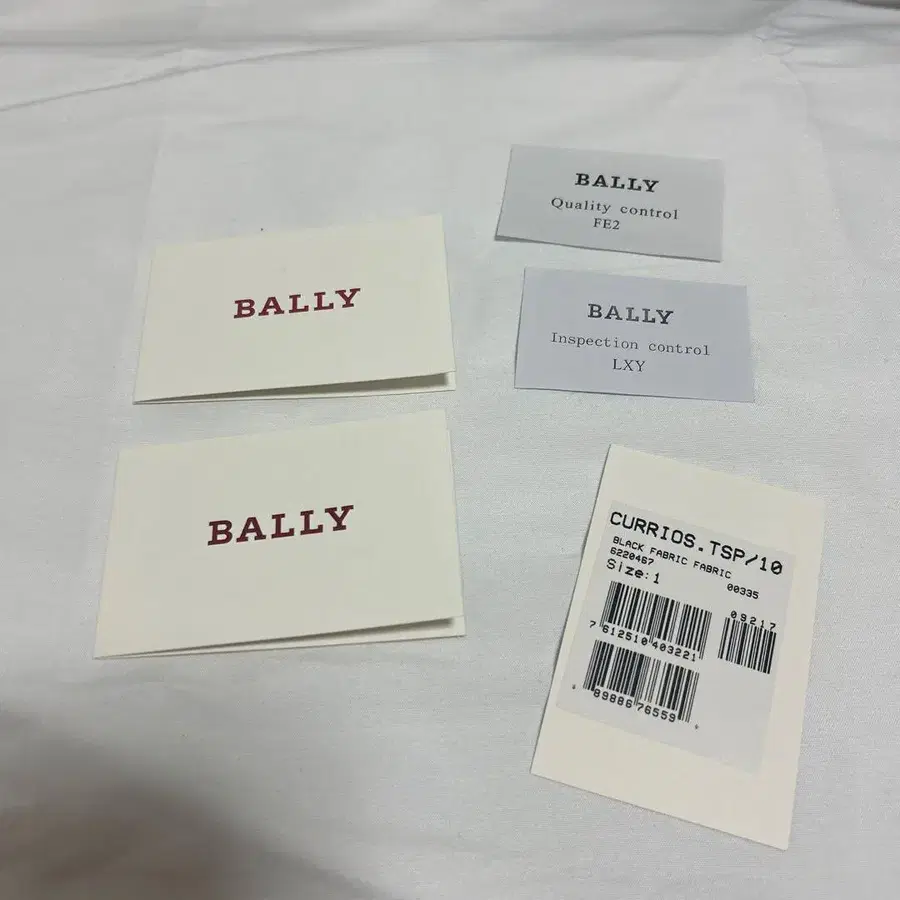 BALLY
Quality control
FE2
BALLY
BALLY
Inspection control
LXY
BALLY
CURRIOS.TSP/10
BLACK FABRIC FABRIC
6220467
00335
Size:1
09217
7 612510 403221
89886 76559